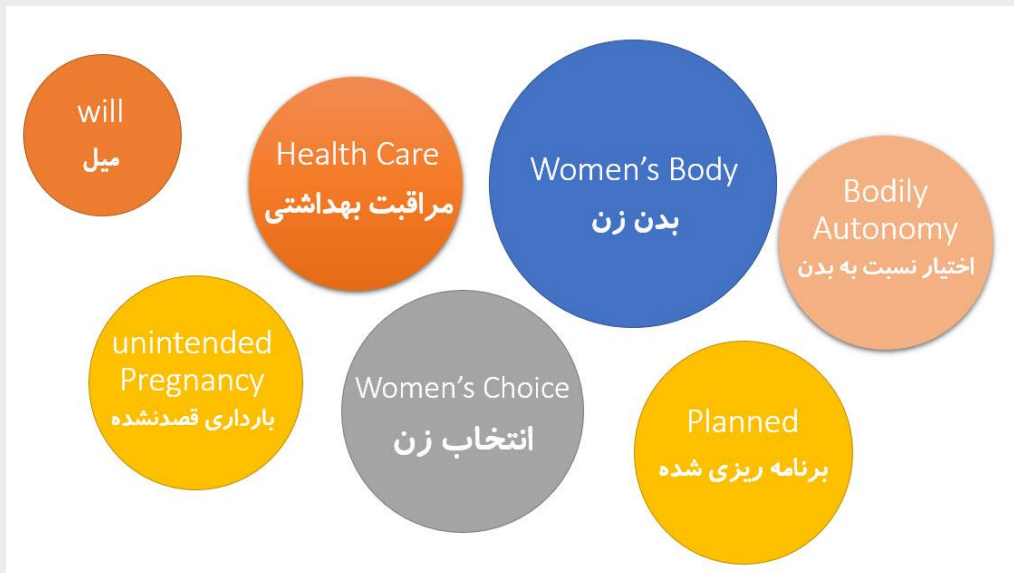 will
میل
Health Care
مراقبت بهداشتی
Women's Body
بدن زن
Bodily
Autonomy
اختیار نسبت به بدن
unintended
Pregnancy
بارداری قصدنشده
Women's Choice
انتخاب زن
Planned
برنامه ریزی شده